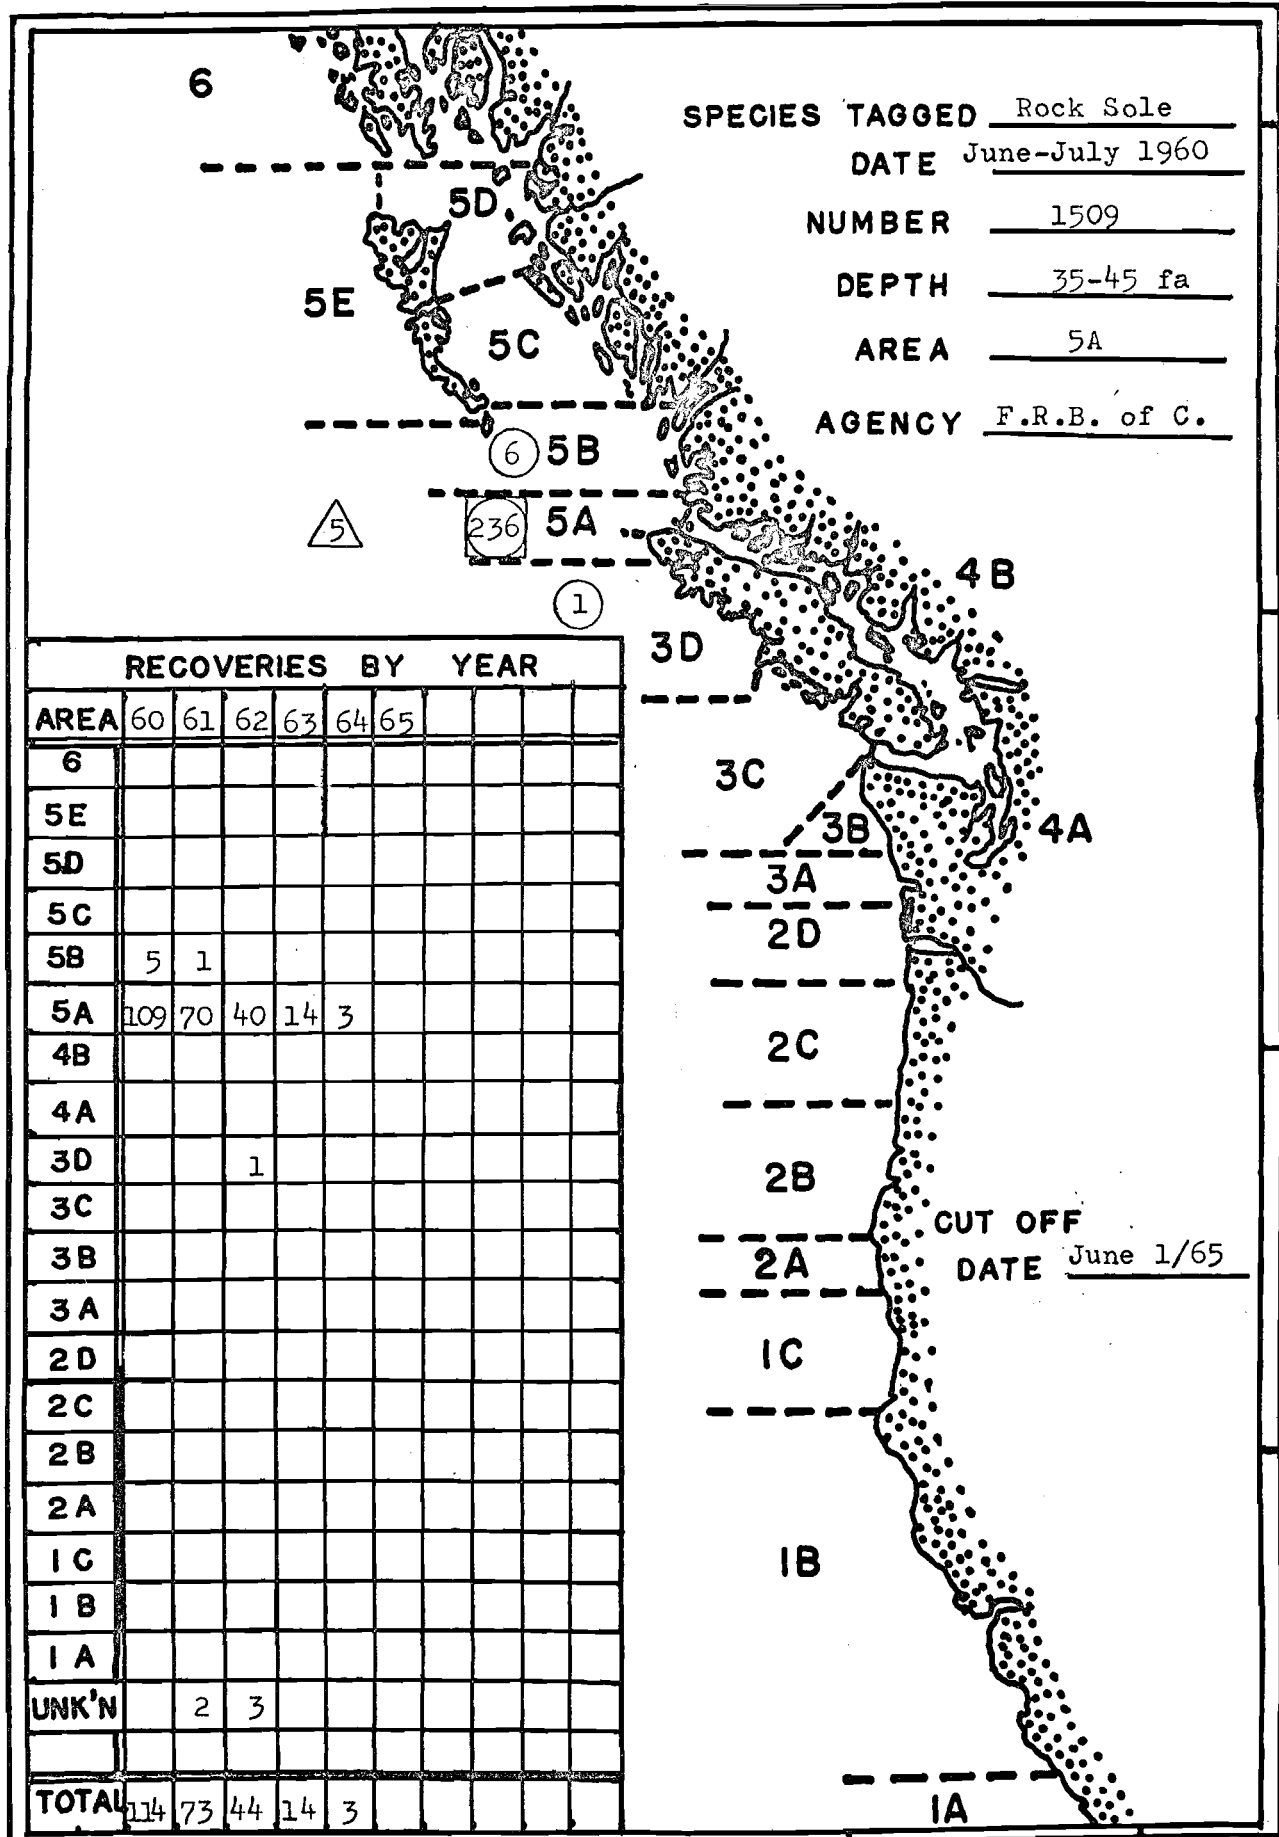 6
SPECIES TAGGED Rock Sole
DATE June-July 1960
5D
NUMBER 1509
DEPTH 35-45 fa
5E
5C
AREA 5A
AGENCY F.R.B. of C.
6 5B
5 236 5A
4B
1
3D
3C
3B
4A
3A
2D
2C
2B
CUT OFF
DATE June 1/65
2A
1C
1B
1A
RECOVERIES BY YEAR
AREA 60 61 62 63 64 65
6
5E
5D
5C
5B 5 1
5A 109 70 40 14 3
4B
4A
3D 1
3C
3B
3A
2D
2C
2B
2A
1C
1B
1A
UNK'N 2 3
TOTAL 114 73 44 14 3